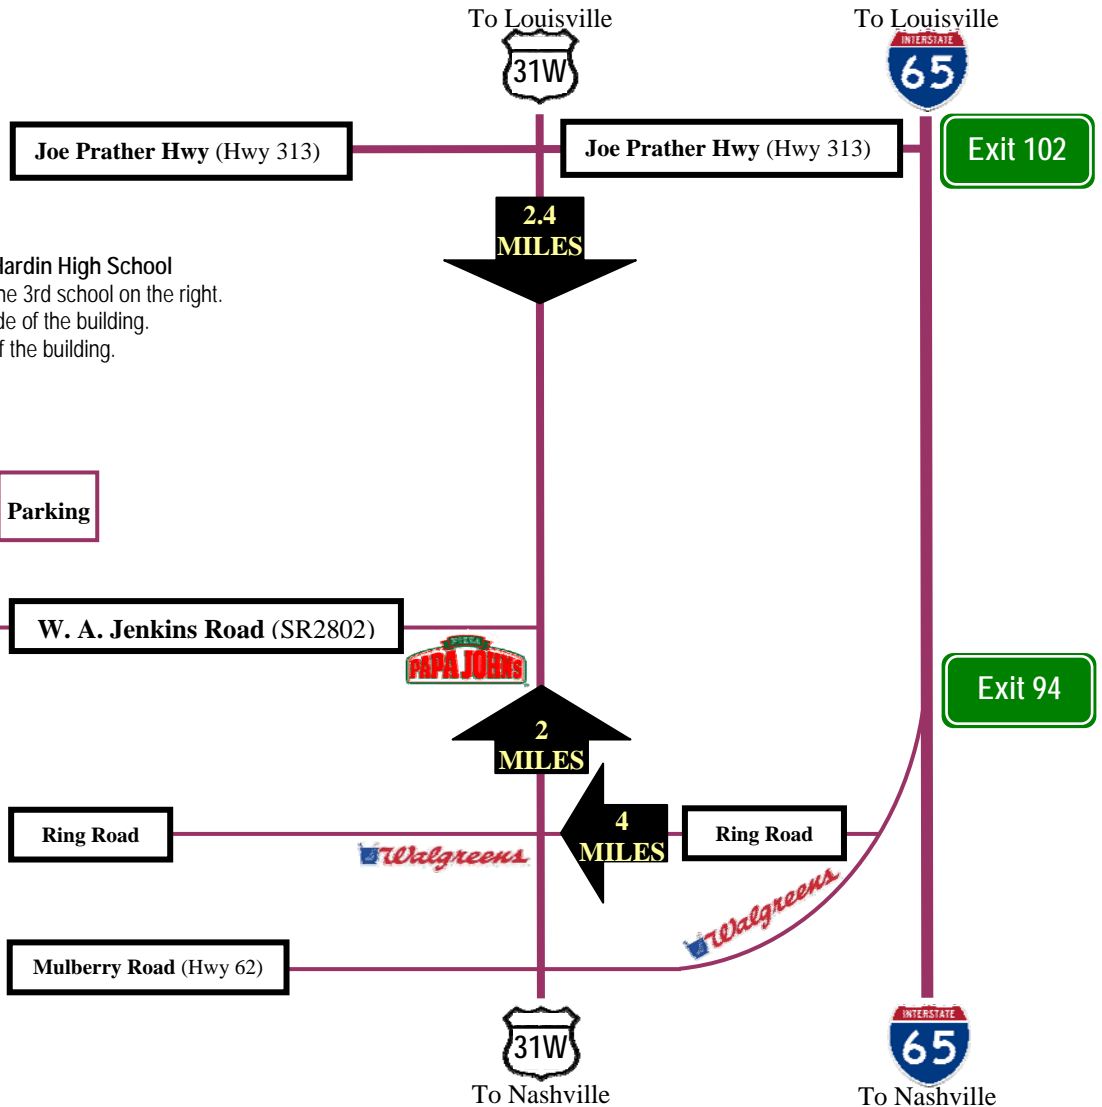 To Louisville
31W
To Louisville
INTERSTATE
65
Joe Prather Hwy (Hwy 313)
Joe Prather Hwy (Hwy 313)
Exit 102
2.4
MILES
Hardin High School
he 3rd school on the right.
de of the building.
f the building.
Parking
W. A. Jenkins Road (SR2802)
PIZZA
PAPA JOHNS
Exit 94
2
MILES
Ring Road
4
MILES
Ring Road
Walgreens
Walgreens
Mulberry Road (Hwy 62)
31W
To Nashville
INTERSTATE
65
To Nashville